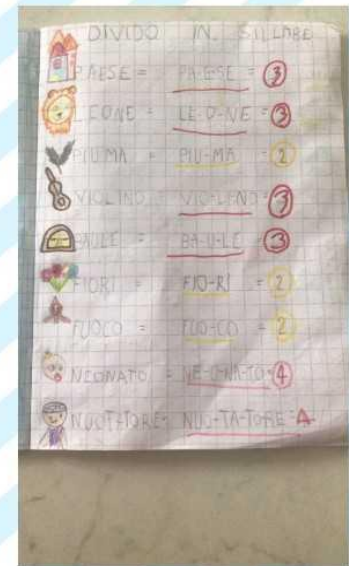 DIVIDO IN SILLABE
PAESE = PA-E-SE = 3
LEONE LE-O-NE = 3
PIUMA = PIU-MA = 2
VIOLINO VIO-LI-NO = 3
BAULE = BA-U-LE 3
FIORI = FIO-RI = 2
FUOCO = FUO-CO = 2
NEONATO = NE-O-NA-TO = 4
NUOTATORE = NUO-TA-TORE = 4